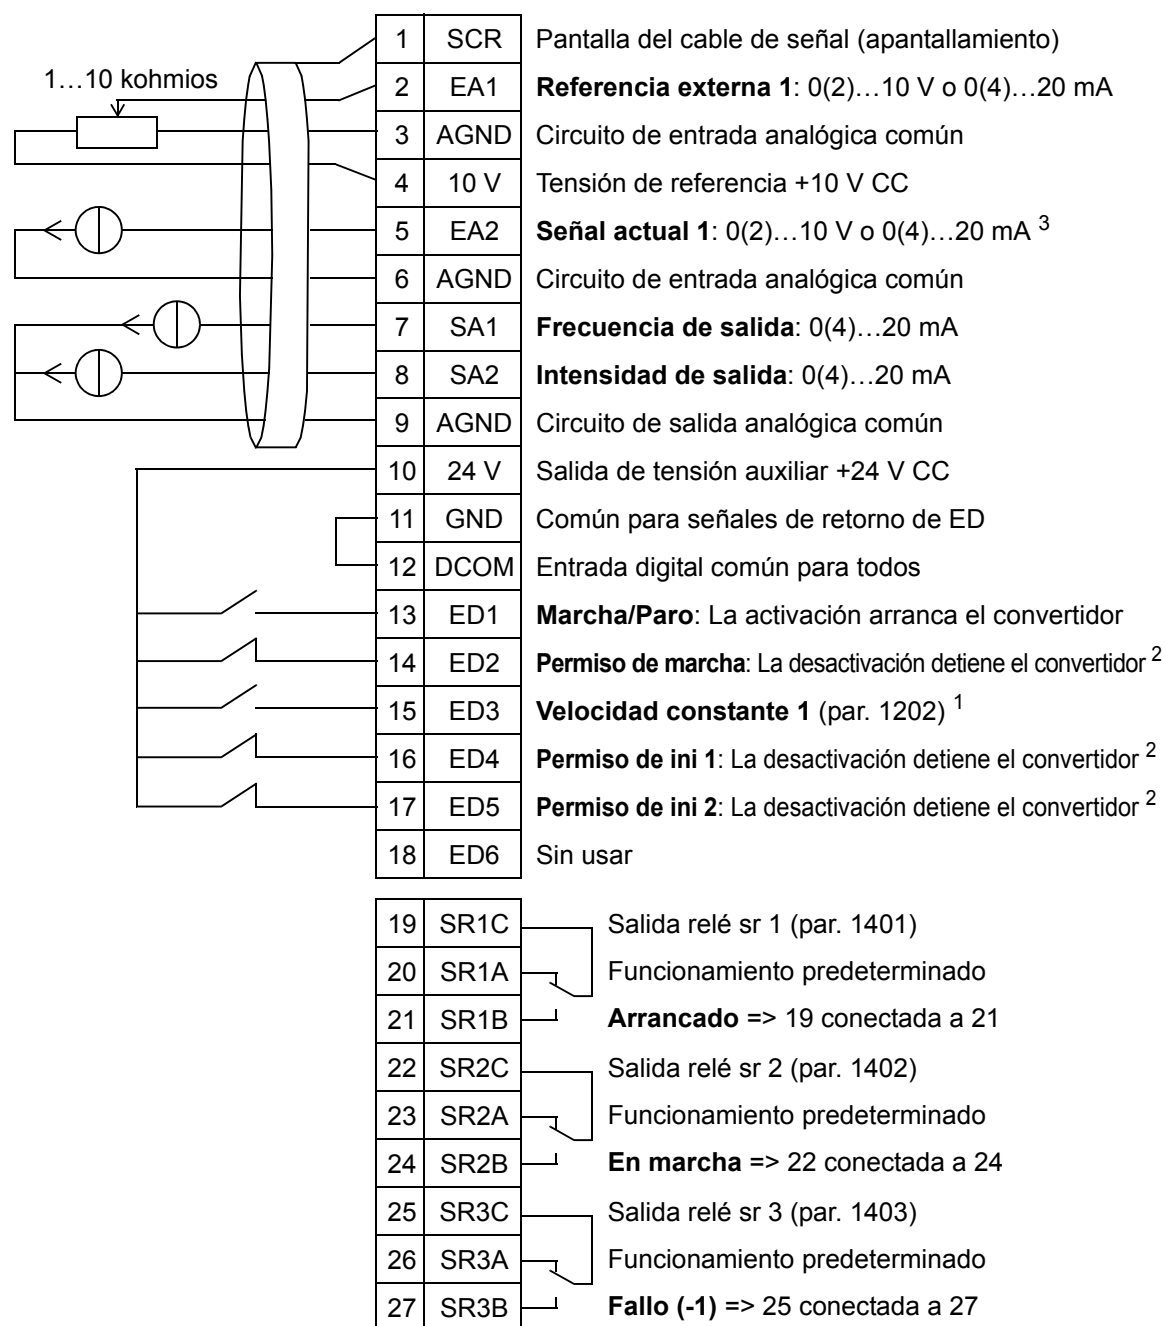 1 SCR Pantalla del cable de señal (apantallamiento)
1…10 kohmios
2 EA1 Referencia externa 1: 0(2)…10 V o 0(4)…20 mA
3 AGND Circuito de entrada analógica común
4 10 V Tensión de referencia +10 V CC
5 EA2 Señal actual 1: 0(2)…10 V o 0(4)…20 mA 3
6 AGND Circuito de entrada analógica común
7 SA1 Frecuencia de salida: 0(4)…20 mA
8 SA2 Intensidad de salida: 0(4)…20 mA
9 AGND Circuito de salida analógica común
10 24 V Salida de tensión auxiliar +24 V CC
11 GND Común para señales de retorno de ED
12 DCOM Entrada digital común para todos
13 ED1 Marcha/Paro: La activación arranca el convertidor
14 ED2 Permiso de marcha: La desactivación detiene el convertidor 2
15 ED3 Velocidad constante 1 (par. 1202) 1
16 ED4 Permiso de ini 1: La desactivación detiene el convertidor 2
17 ED5 Permiso de ini 2: La desactivación detiene el convertidor 2
18 ED6 Sin usar
19 SR1C Salida relé sr 1 (par. 1401)
20 SR1A Funcionamiento predeterminado
21 SR1B Arrancado => 19 conectada a 21
22 SR2C Salida relé sr 2 (par. 1402)
23 SR2A Funcionamiento predeterminado
24 SR2B En marcha => 22 conectada a 24
25 SR3C Salida relé sr 3 (par. 1403)
26 SR3A Funcionamiento predeterminado
27 SR3B Fallo (-1) => 25 conectada a 27